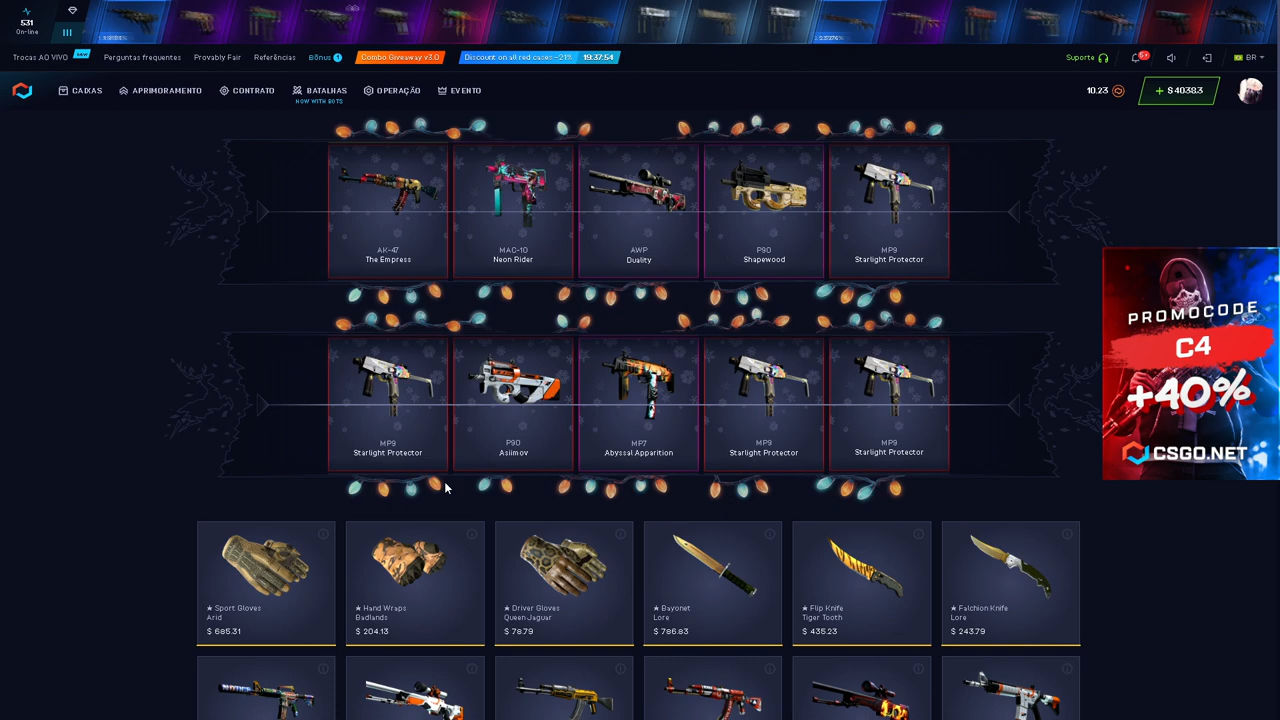 531
On-line
Trocas AO VIVO
NEW
Perguntas frequentes
Provably Fair
Referências
Bônus
Combo Giveaway v3.0
Discount on all red cases -21%
19:37:54
Suporte
5+
BR
CAIXAS
APRIMORAMENTO
CONTRATO
BATALHAS
NOW WITH BOTS
OPERAÇÃO
EVENTO
10.23
+ $ 4038.3
AK-47
The Empress
MAC-10
Neon Rider
AWP
Duality
P90
Shapewood
MP9
Starlight Protector
MP9
Starlight Protector
P90
Asiimov
MP7
Abyssal Apparition
MP9
Starlight Protector
MP9
Starlight Protector
PROMOCODE
C4
+40%
CSGO.NET
★ Sport Gloves
Arid
$ 685.31
★ Hand Wraps
Badlands
$ 204.13
★ Driver Gloves
Queen Jaguar
$ 78.79
★ Bayonet
Lore
$ 786.83
★ Flip Knife
Tiger Tooth
$ 435.23
★ Falchion Knife
Lore
$ 243.79